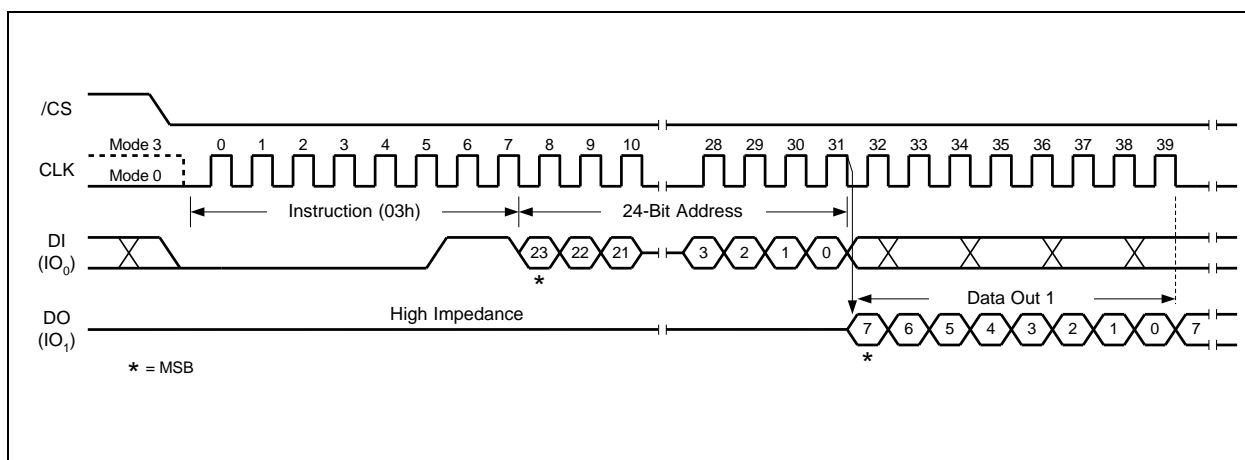 /CS
Mode 3 0 1 2 3 4 5 6 7 8 9 10 28 29 30 31 32 33 34 35 36 37 38 39
CLK
Mode 0
Instruction (03h) 24-Bit Address
DI
(IO0) 23 22 21 3 2 1 0
*
Data Out 1
High Impedance
DO
(IO1) 7 6 5 4 3 2 1 0 7
*
* = MSB